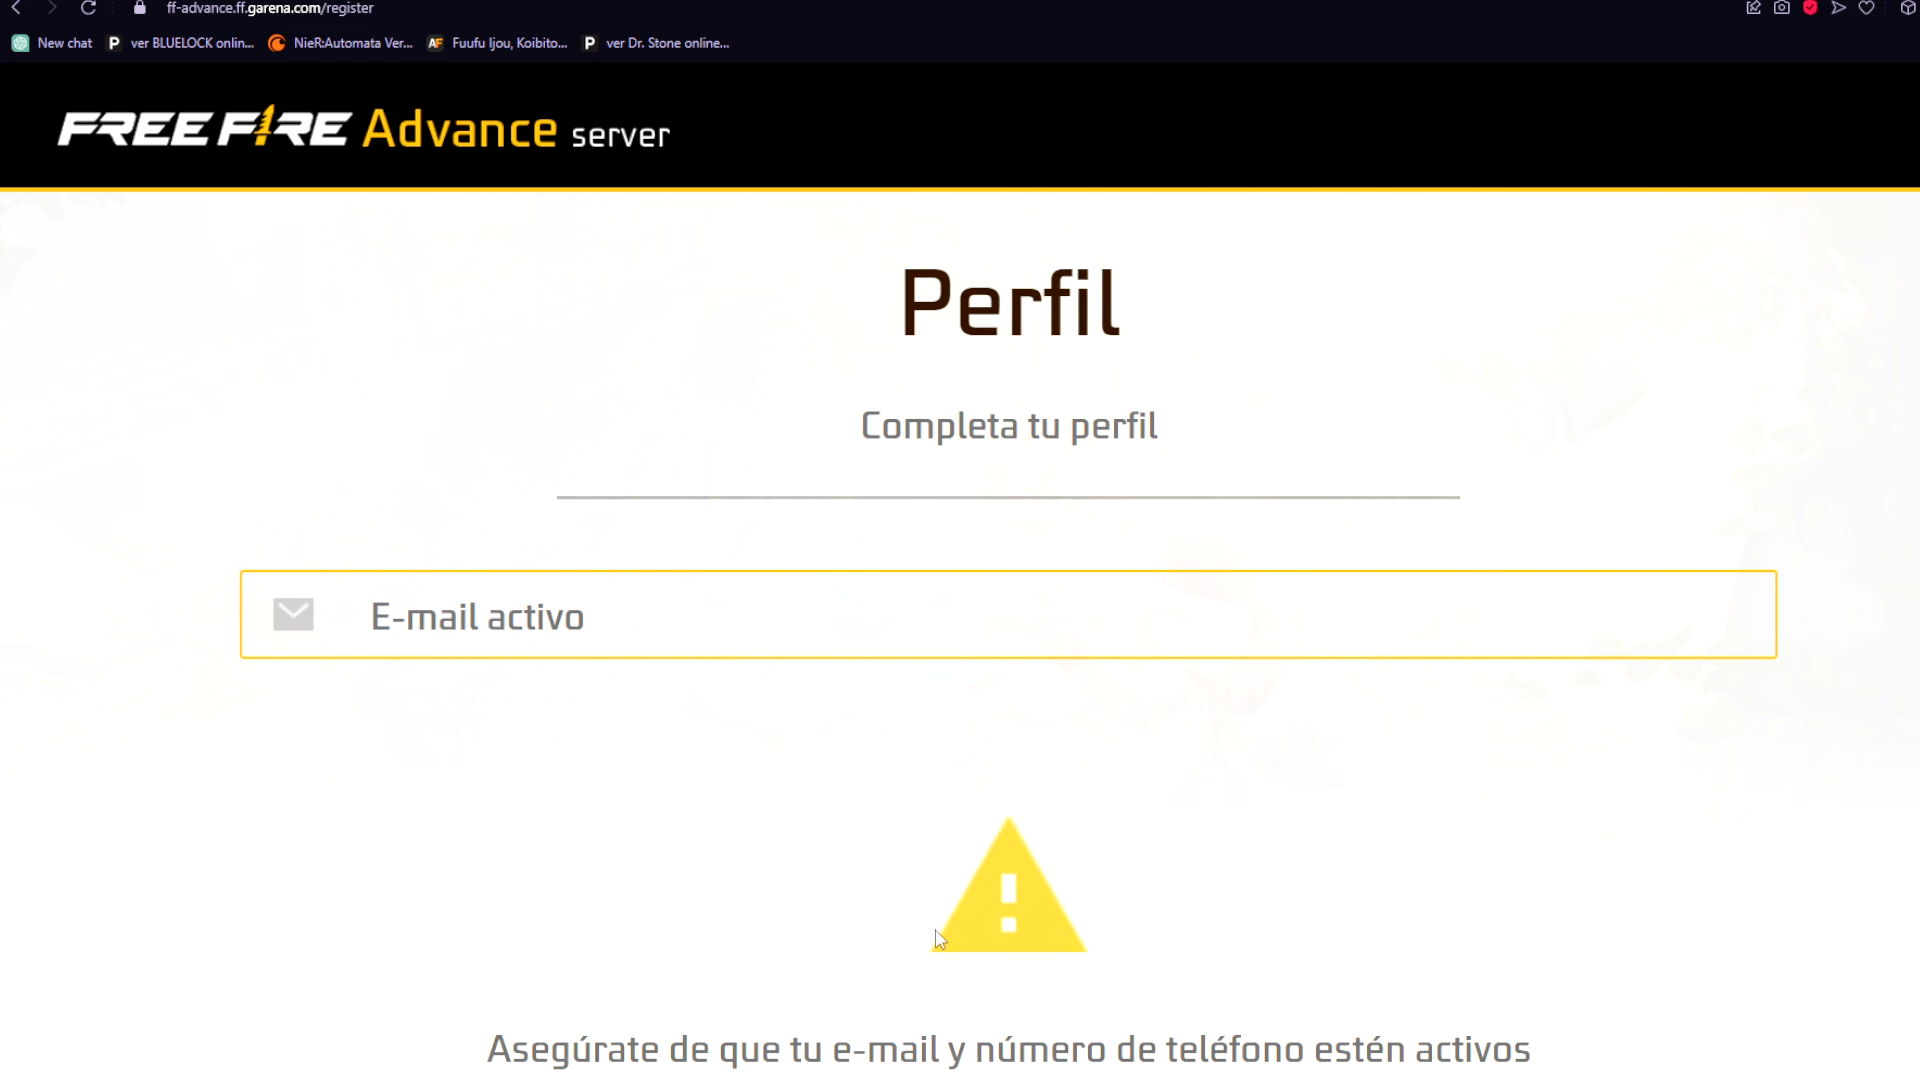 ff-advance.ff.garena.com/register
New chat
ver BLUELOCK onlin...
NieR:Automata Ver...
Fuufu Ijou, Koibito...
ver Dr. Stone online...
FREE FIRE Advance server
Perfil
Completa tu perfil
E-mail activo
Asegúrate de que tu e-mail y número de teléfono estén activos